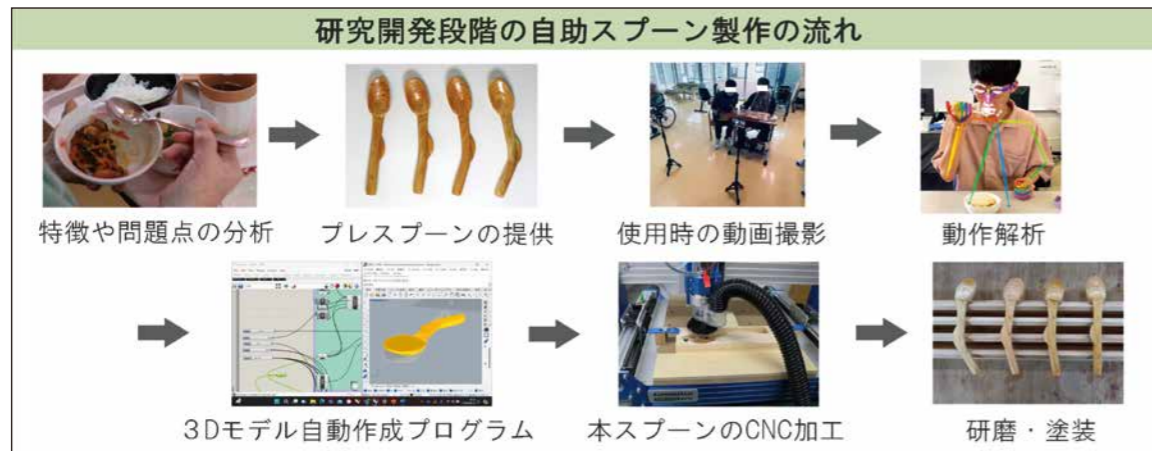 研究開発段階の自助スプーン製作の流れ
特徴や問題点の分析
プレスプーンの提供
使用時の動画撮影
動作解析
3Dモデル自動作成プログラム
本スプーンのCNC加工
研磨・塗装